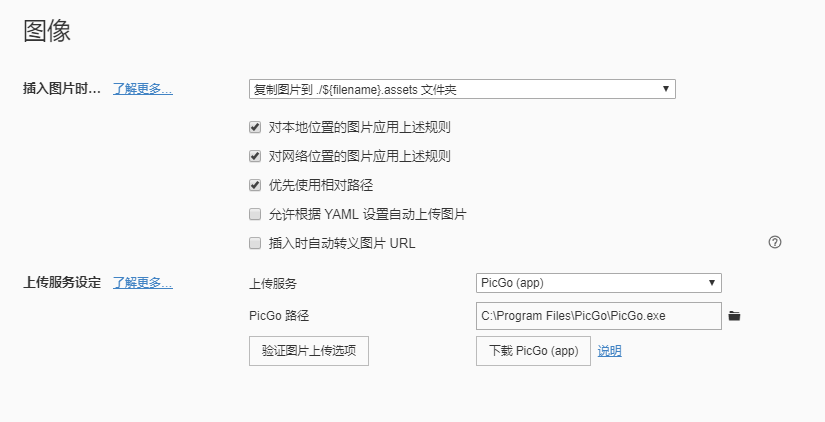 图像
插入图片时... 了解更多... 复制图片到 ./${filename}.assets 文件夹
对本地位置的图片应用上述规则
对网络位置的图片应用上述规则
优先使用相对路径
允许根据 YAML 设置自动上传图片
插入时自动转义图片 URL
上传服务设定 了解更多... 上传服务 PicGo (app)
PicGo 路径 C:\Program Files\PicGo\PicGo.exe
验证图片上传选项 下载 PicGo (app) 说明